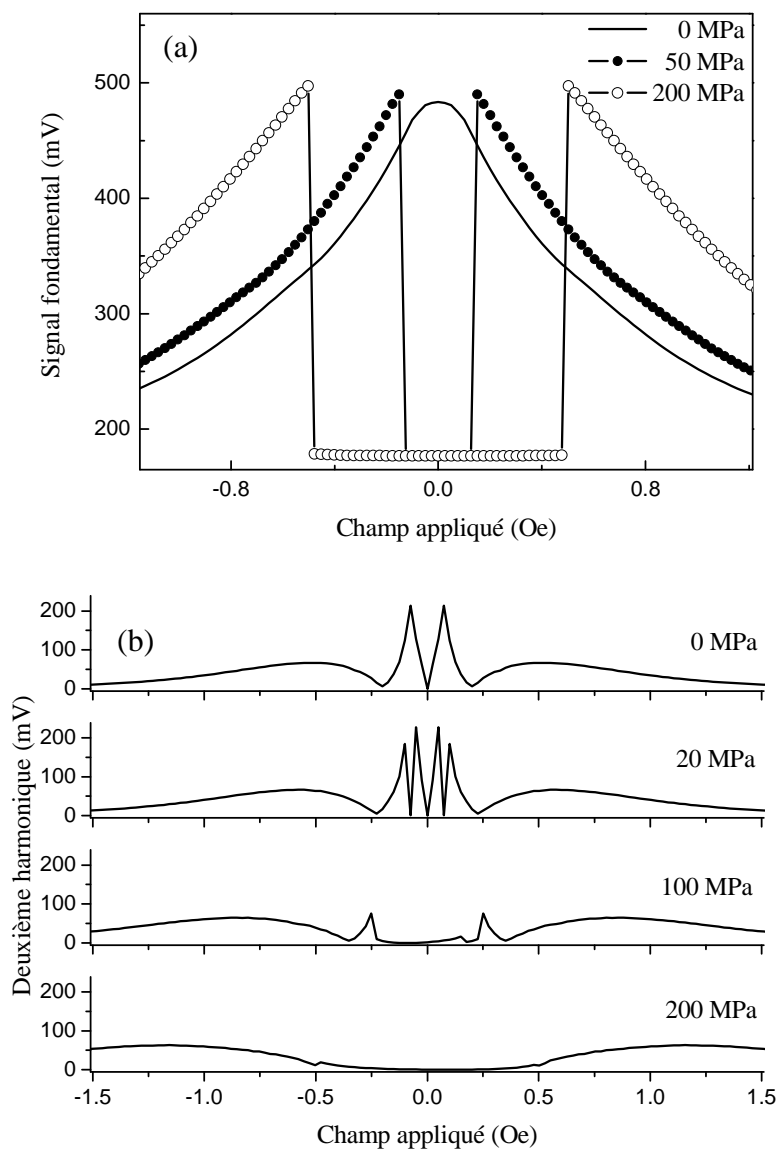 (a)
0 MPa
50 MPa
200 MPa
500
400
300
200
Signal fondamental (mV)
-0.8
0.0
0.8
Champ appliqué (Oe)
(b)
Deuxième harmonique (mV)
200
100
0
0 MPa
200
100
0
20 MPa
200
100
0
100 MPa
200
100
0
200 MPa
-1.5
-1.0
-0.5
0.0
0.5
1.0
1.5
Champ appliqué (Oe)